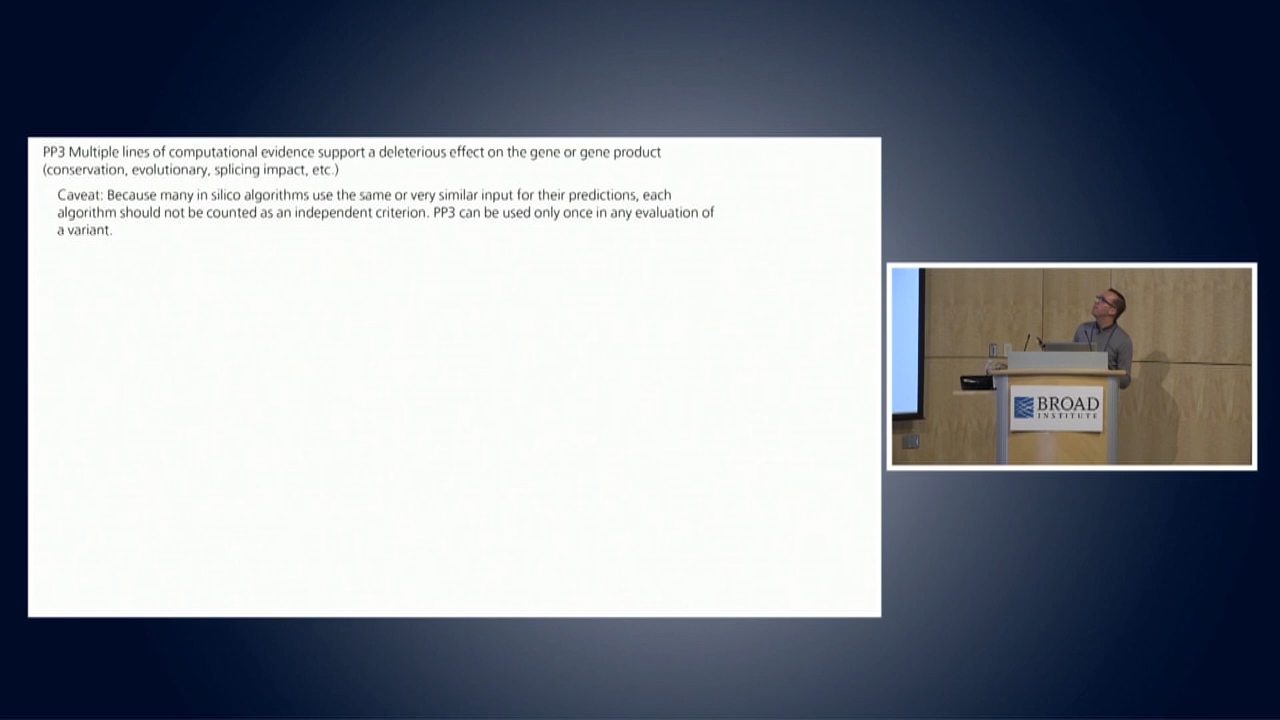 PP3 Multiple lines of computational evidence support a deleterious effect on the gene or gene product
(conservation, evolutionary, splicing impact, etc.)
Caveat: Because many in silico algorithms use the same or very similar input for their predictions, each
algorithm should not be counted as an independent criterion. PP3 can be used only once in any evaluation of
a variant.
BROAD
INSTITUTE